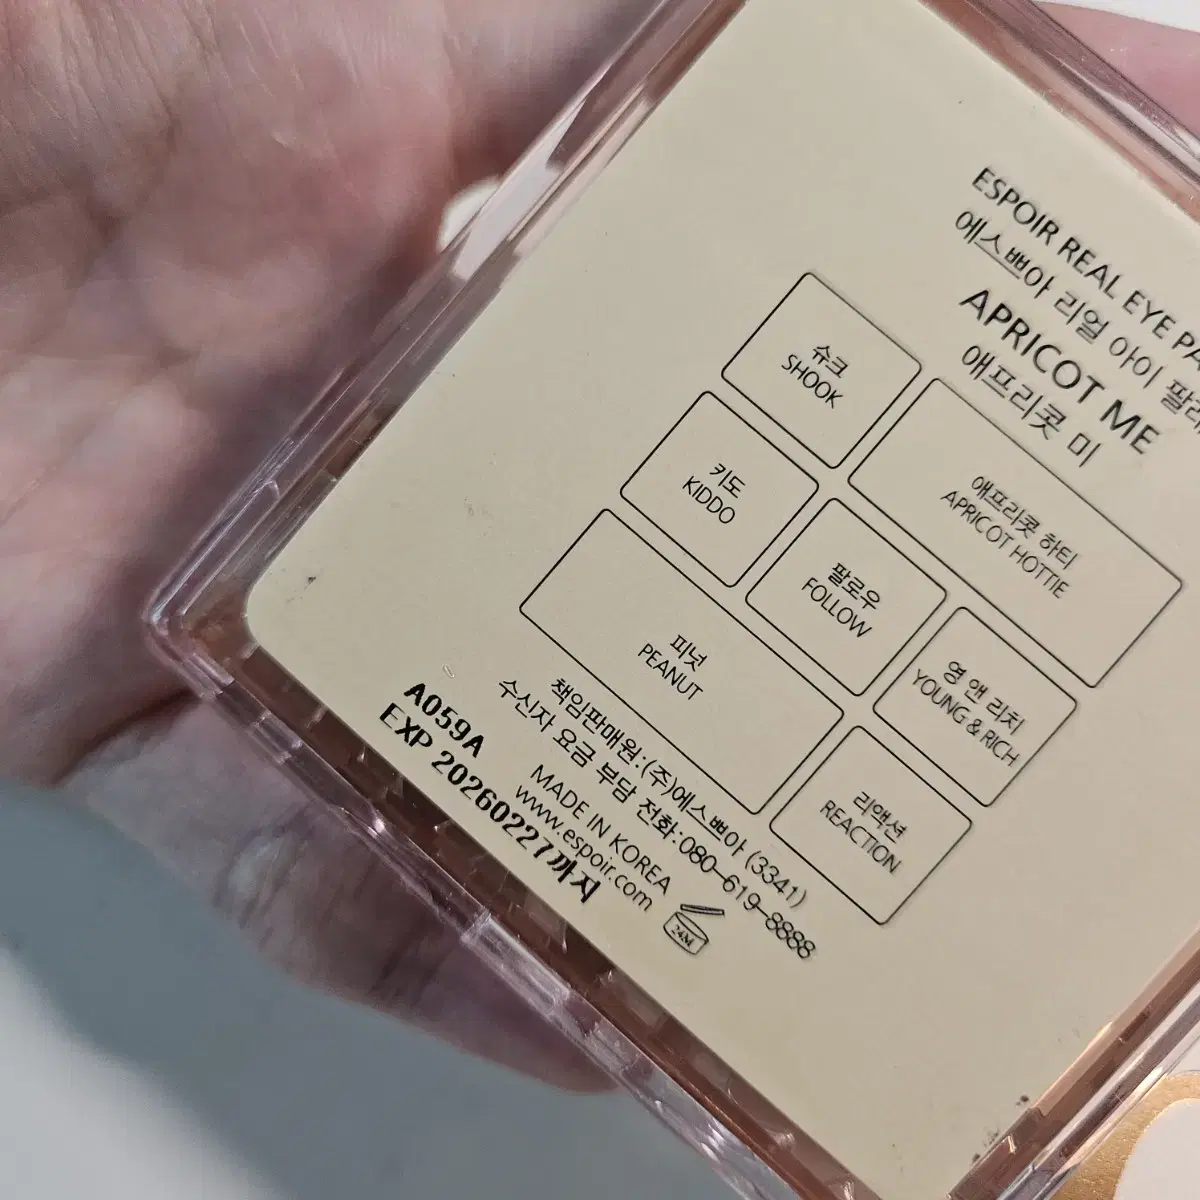 ESPOIR REAL EYE
에스쁘아 리얼 아이
APRICOT ME
애프리콧 미
슈크
SHOOK
애프리콧 하티
APRICOT HOTTIE
키도
KIDDO
팔로우
FOLLOW
영 앤 리치
YOUNG & RICH
피넛
PEANUT
리액션
REACTION
책임판매원:(주)에스쁘아 (3341)
수신자 요금 부담 전화:080-619-8888
MADE IN KOREA
www.espoir.com
24M
A059A
EXP 20260227까지